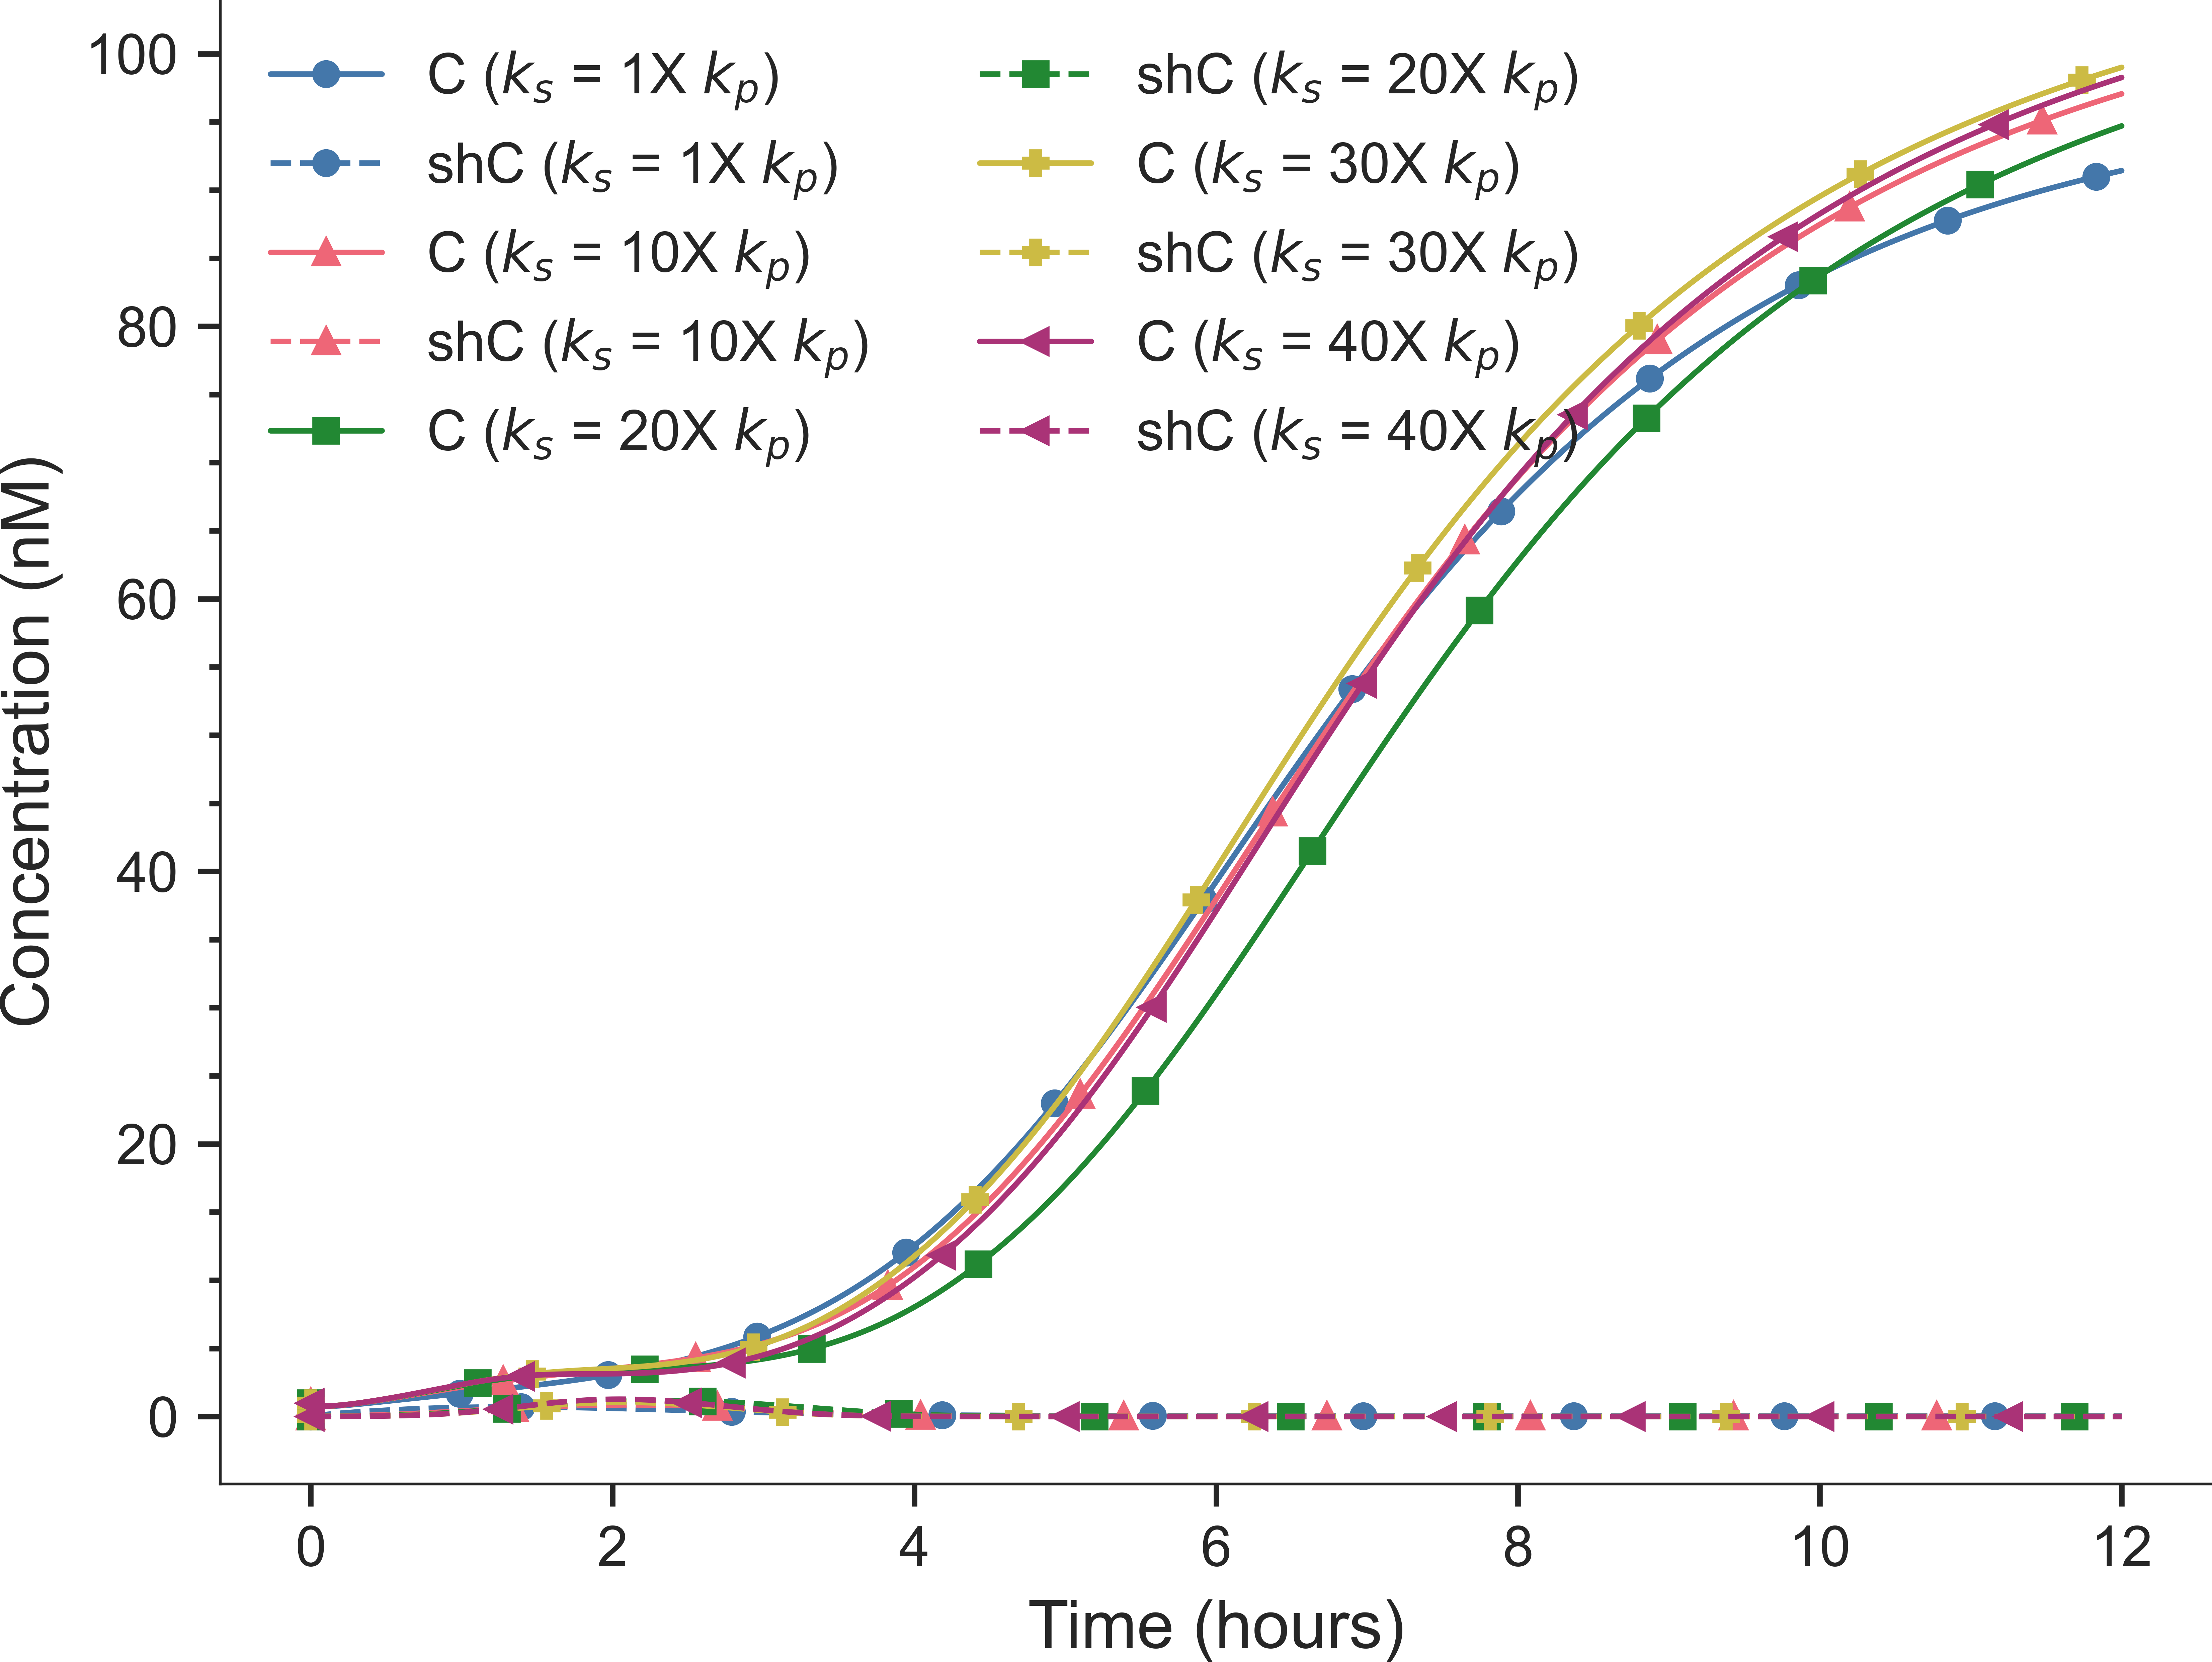 Concentration (nM)
100
80
60
40
20
0
C (kₛ = 1X kₚ)
shC (kₛ = 1X kₚ)
C (kₛ = 10X kₚ)
shC (kₛ = 10X kₚ)
C (kₛ = 20X kₚ)
shC (kₛ = 20X kₚ)
C (kₛ = 30X kₚ)
shC (kₛ = 30X kₚ)
C (kₛ = 40X kₚ)
shC (kₛ = 40X kₚ)
0 2 4 6 8 10 12
Time (hours)